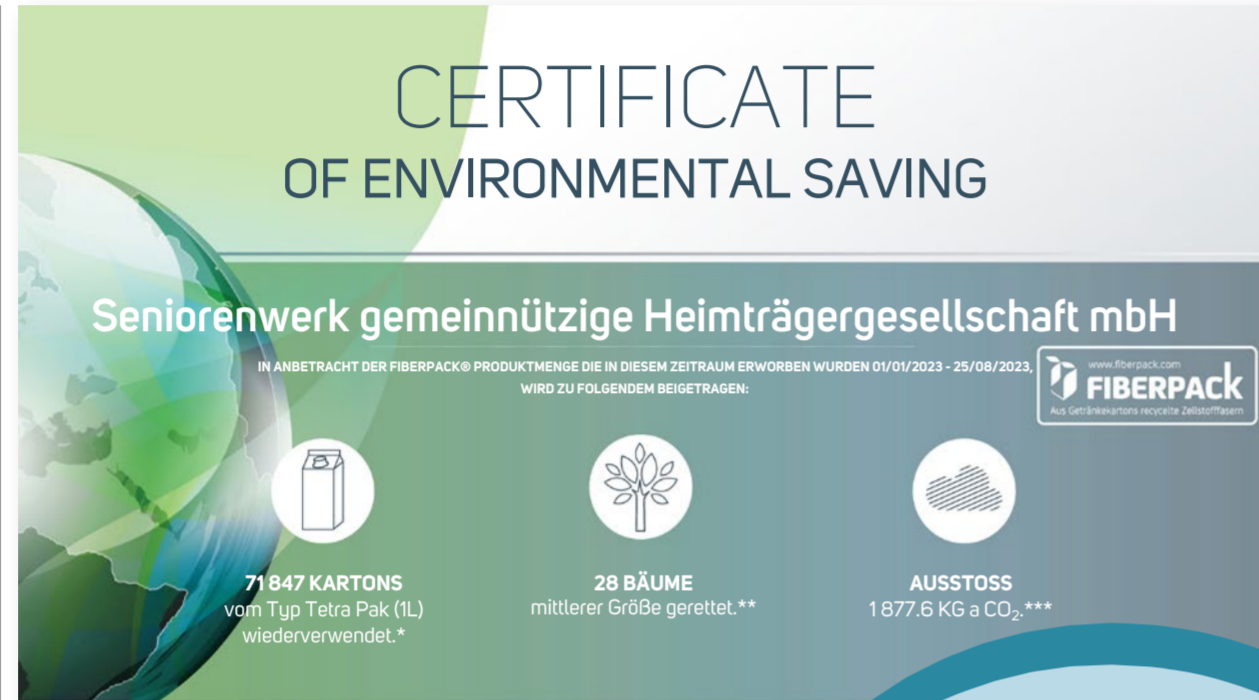 CERTIFICATE
OF ENVIRONMENTAL SAVING
Seniorenwerk gemeinnützige Heimträgergesellschaft mbH
IN ANBETRACHT DER FIBERPACK® PRODUKTMENGE DIE IN DIESEM ZEITRAUM ERWORBEN WURDEN 01/01/2023 - 25/08/2023,
WIRD ZU FOLGENDEM BEIGETRAGEN:
www.fiberpack.com
FIBERPACK
Aus Getränkekartons recycelte Zellstofffasern
71 847 KARTONS
vom Typ Tetra Pak (1L)
wiederverwendet.*
28 BÄUME
mittlerer Größe gerettet.**
AUSSTOSS
1 877.6 KG a CO₂.***